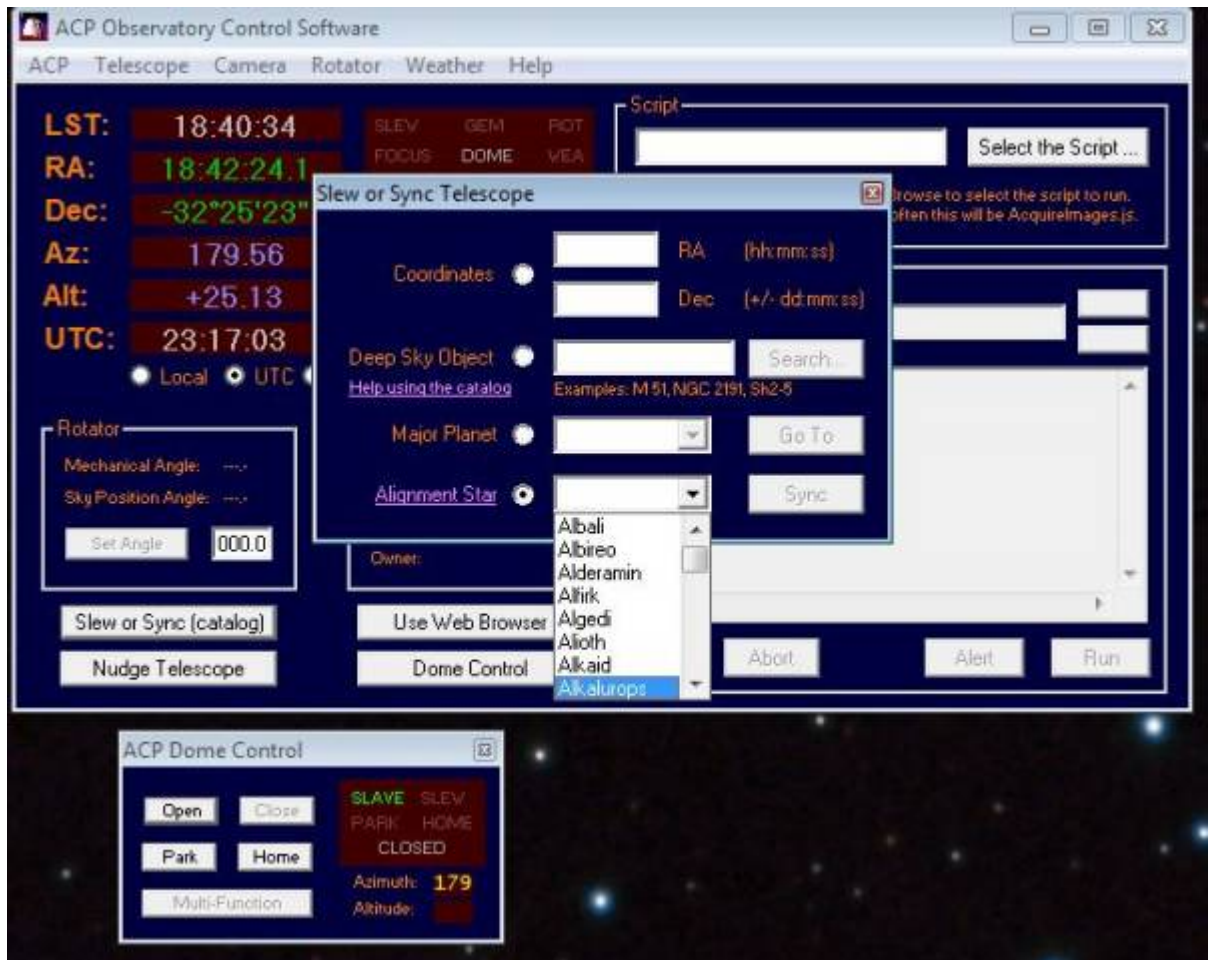 ACP Observatory Control Software
ACP Telescope Camera Rotator Weather Help
LST: 18:40:34
RA: 18:42:24.1
Dec: -32°25'23"
Az: 179.56
Alt: +25.13
UTC: 23:17:03
Local UTC
SLEW GEM ROT
FOCUS DOME WEA
Script
Select the Script ...
Browse to select the script to run.
often this will be AcquireImages.js.
Slew or Sync Telescope
Coordinates
RA (hh:mm:ss)
Dec (+/- dd:mm:ss)
Deep Sky Object
Search...
Help using the catalog
Examples: M 51, NGC 2191, Sh2-5
Major Planet
Go To
Alignment Star
Sync
Albali
Albireo
Alderamin
Alfirk
Algedi
Alioth
Alkaid
Alkalurops
Rotator
Mechanical Angle: ---.-
Sky Position Angle: ---.-
Set Angle 000.0
Owner:
Slew or Sync (catalog)
Use Web Browser
Nudge Telescope
Dome Control
Abort
Alert
Run
ACP Dome Control
Open Close
Park Home
Multi-Function
SLAVE SLEW
PARK HOME
CLOSED
Azimuth: 179
Altitude: